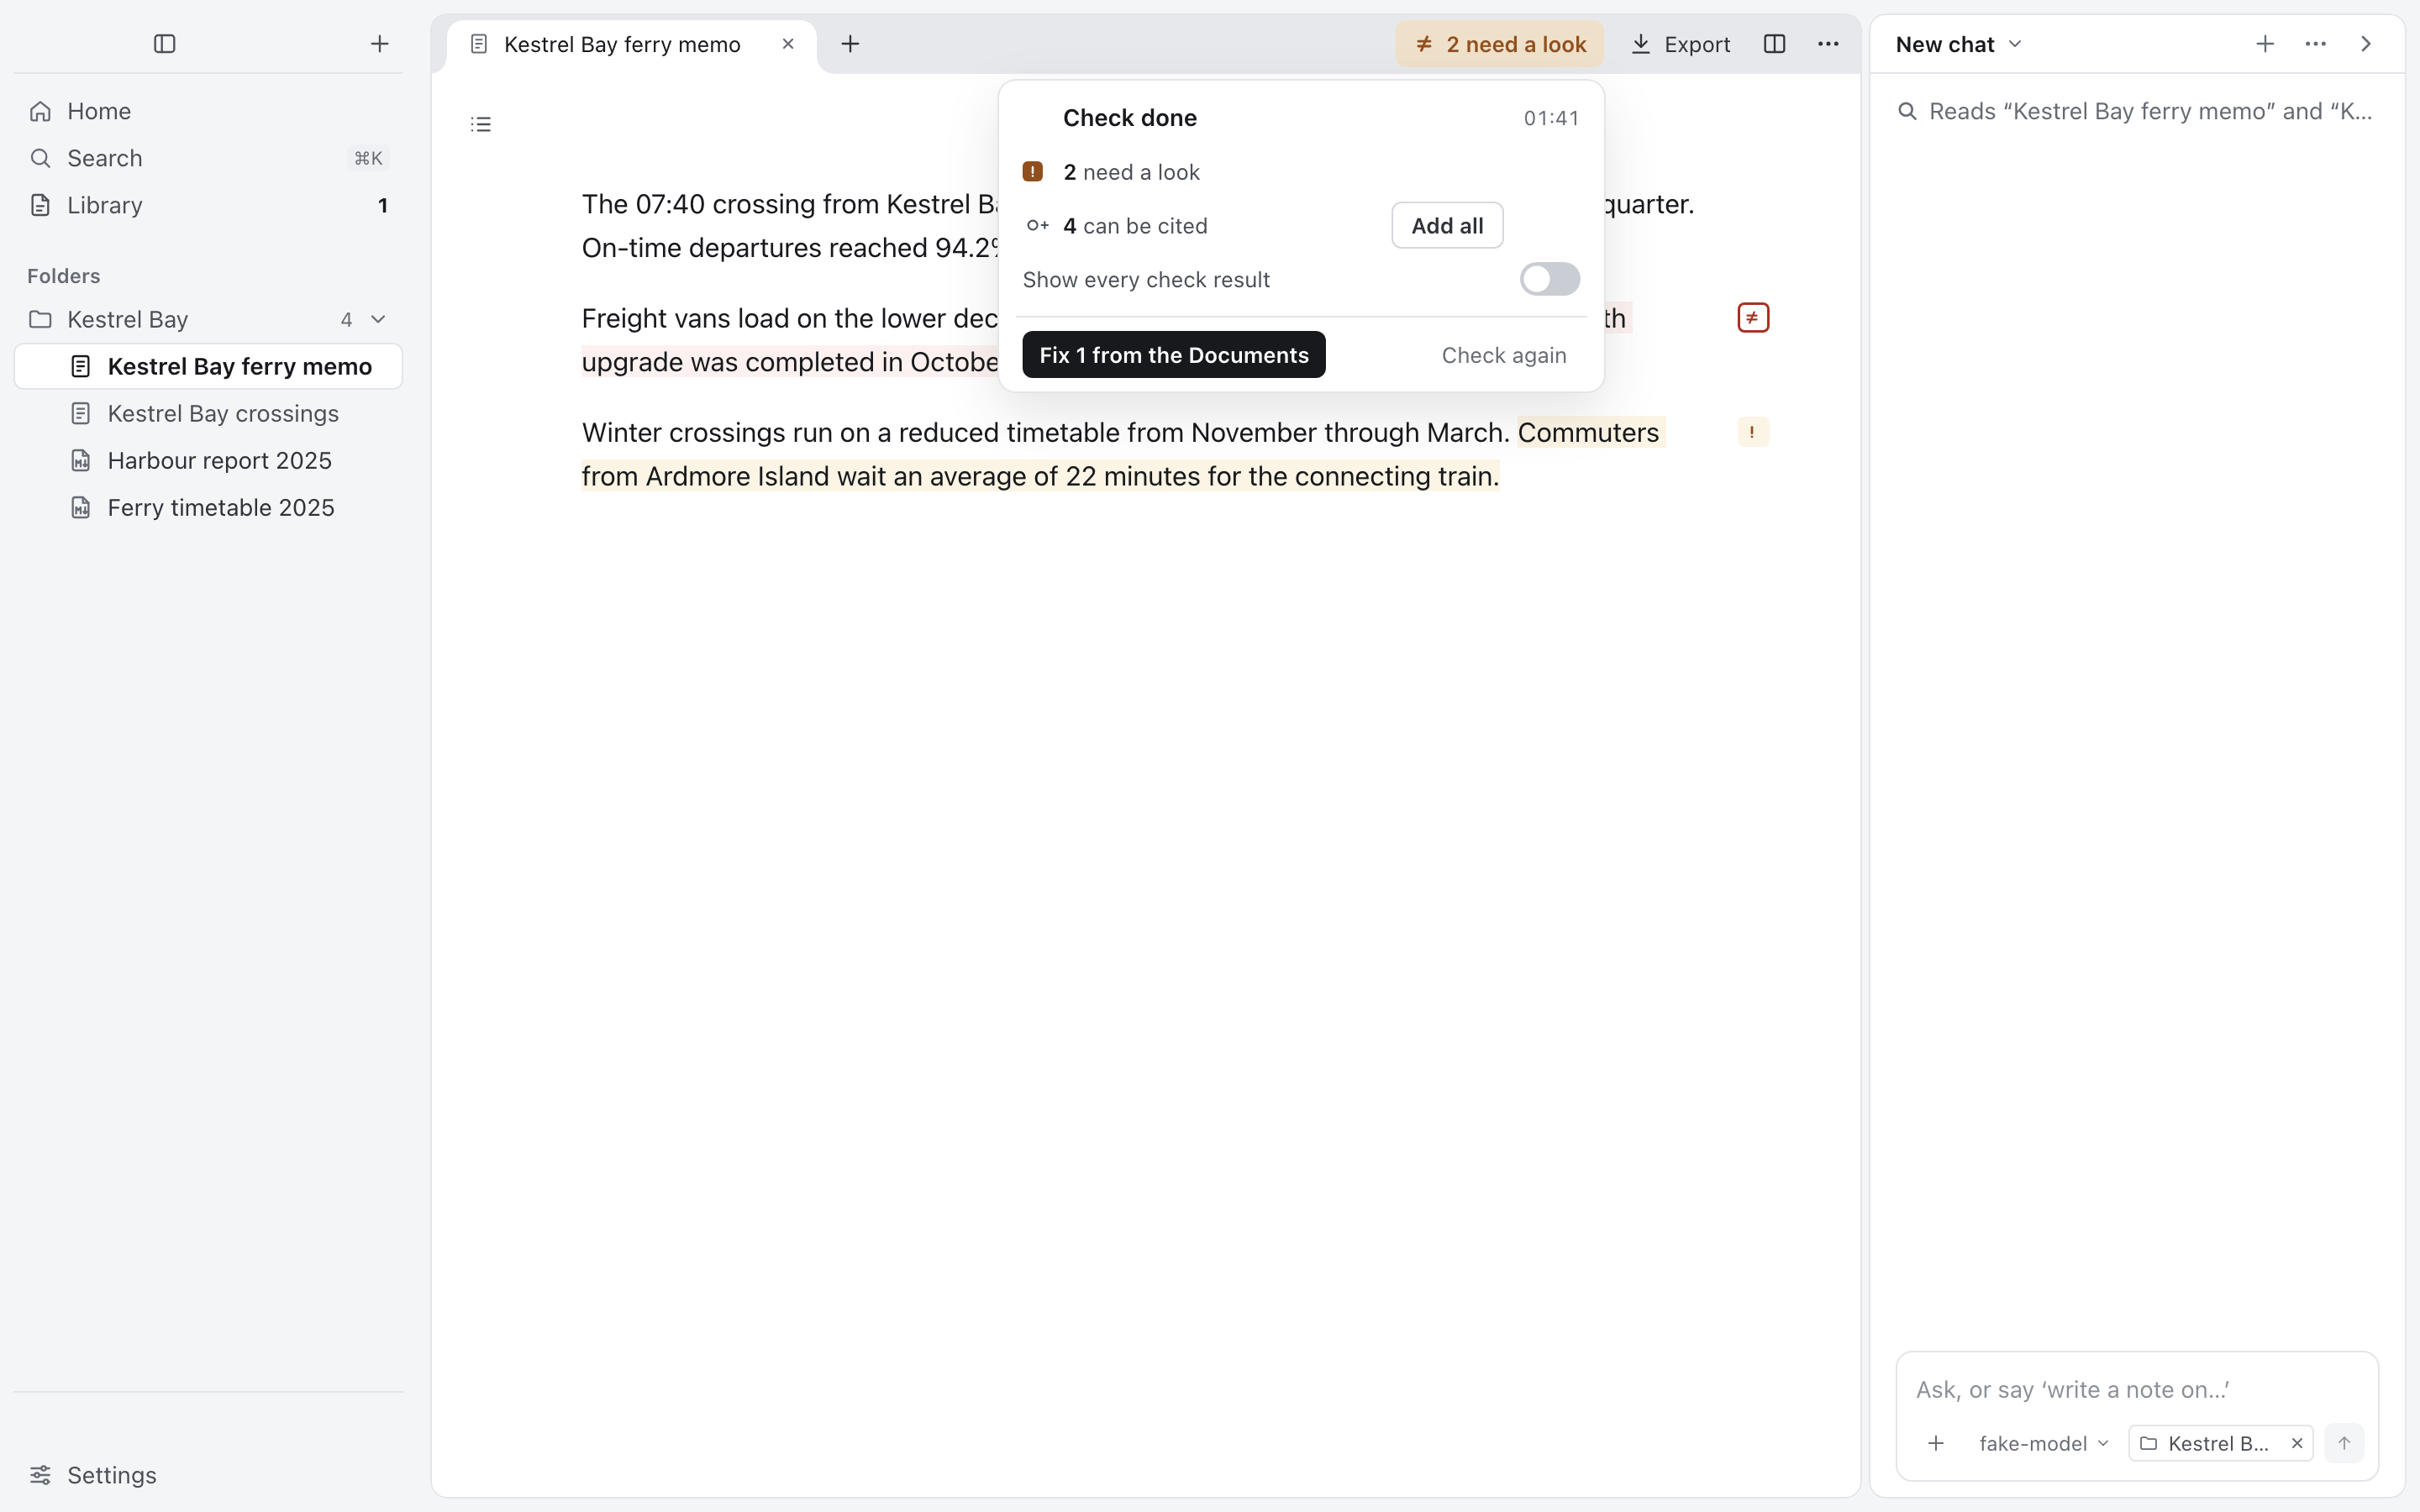 Home
Search ⌘K
Library 1
Folders
Kestrel Bay 4
Kestrel Bay ferry memo
Kestrel Bay crossings
Harbour report 2025
Ferry timetable 2025
Settings
Kestrel Bay ferry memo
≠ 2 need a look
Export
Check done 01:41
2 need a look
4 can be cited Add all
Show every check result
Fix 1 from the Documents Check again
The 07:40 crossing from Kestrel quarter.
On-time departures reached 94.2%
Freight vans load on the lower
upgrade was completed in
Winter crossings run on a reduced timetable from November through March. Commuters
from Ardmore Island wait an average of 22 minutes for the connecting train.
New chat
Reads “Kestrel Bay ferry memo” and “K...
Ask, or say ‘write a note on...’
fake-model Kestrel B...